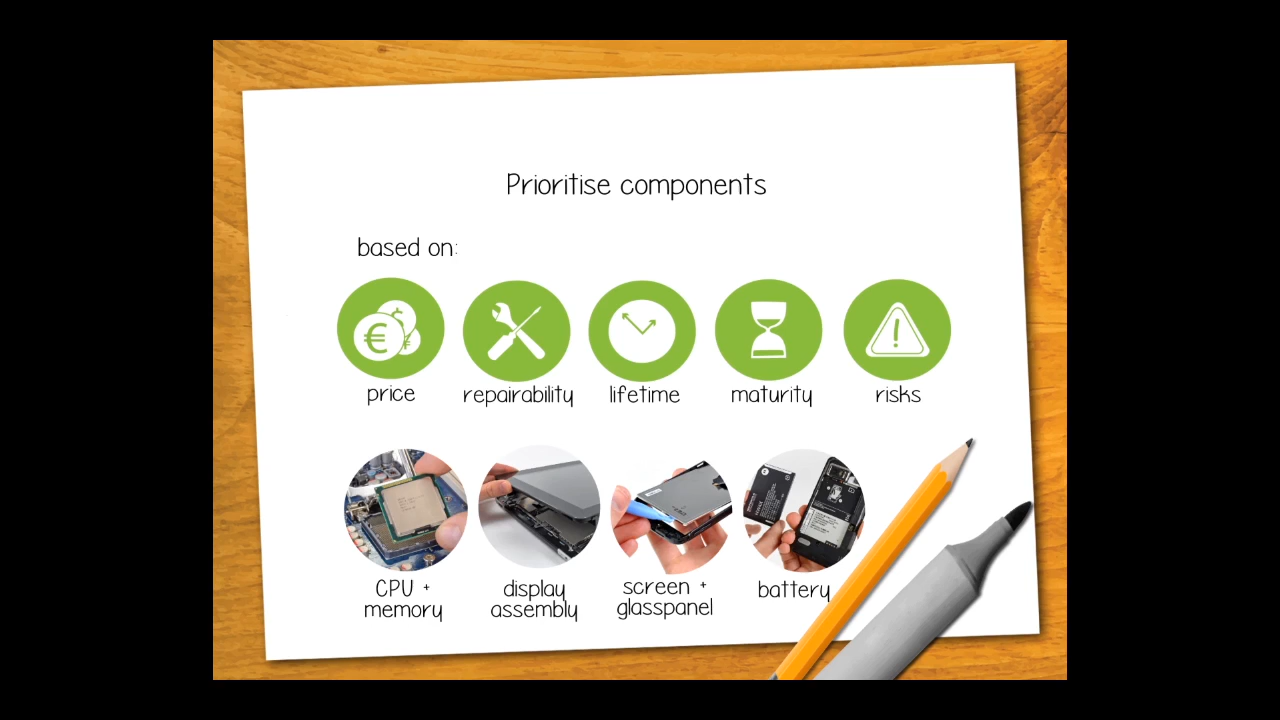 Prioritise components
based on:
price repairability lifetime maturity risks
CPU + display screen + battery
memory assembly glasspanel